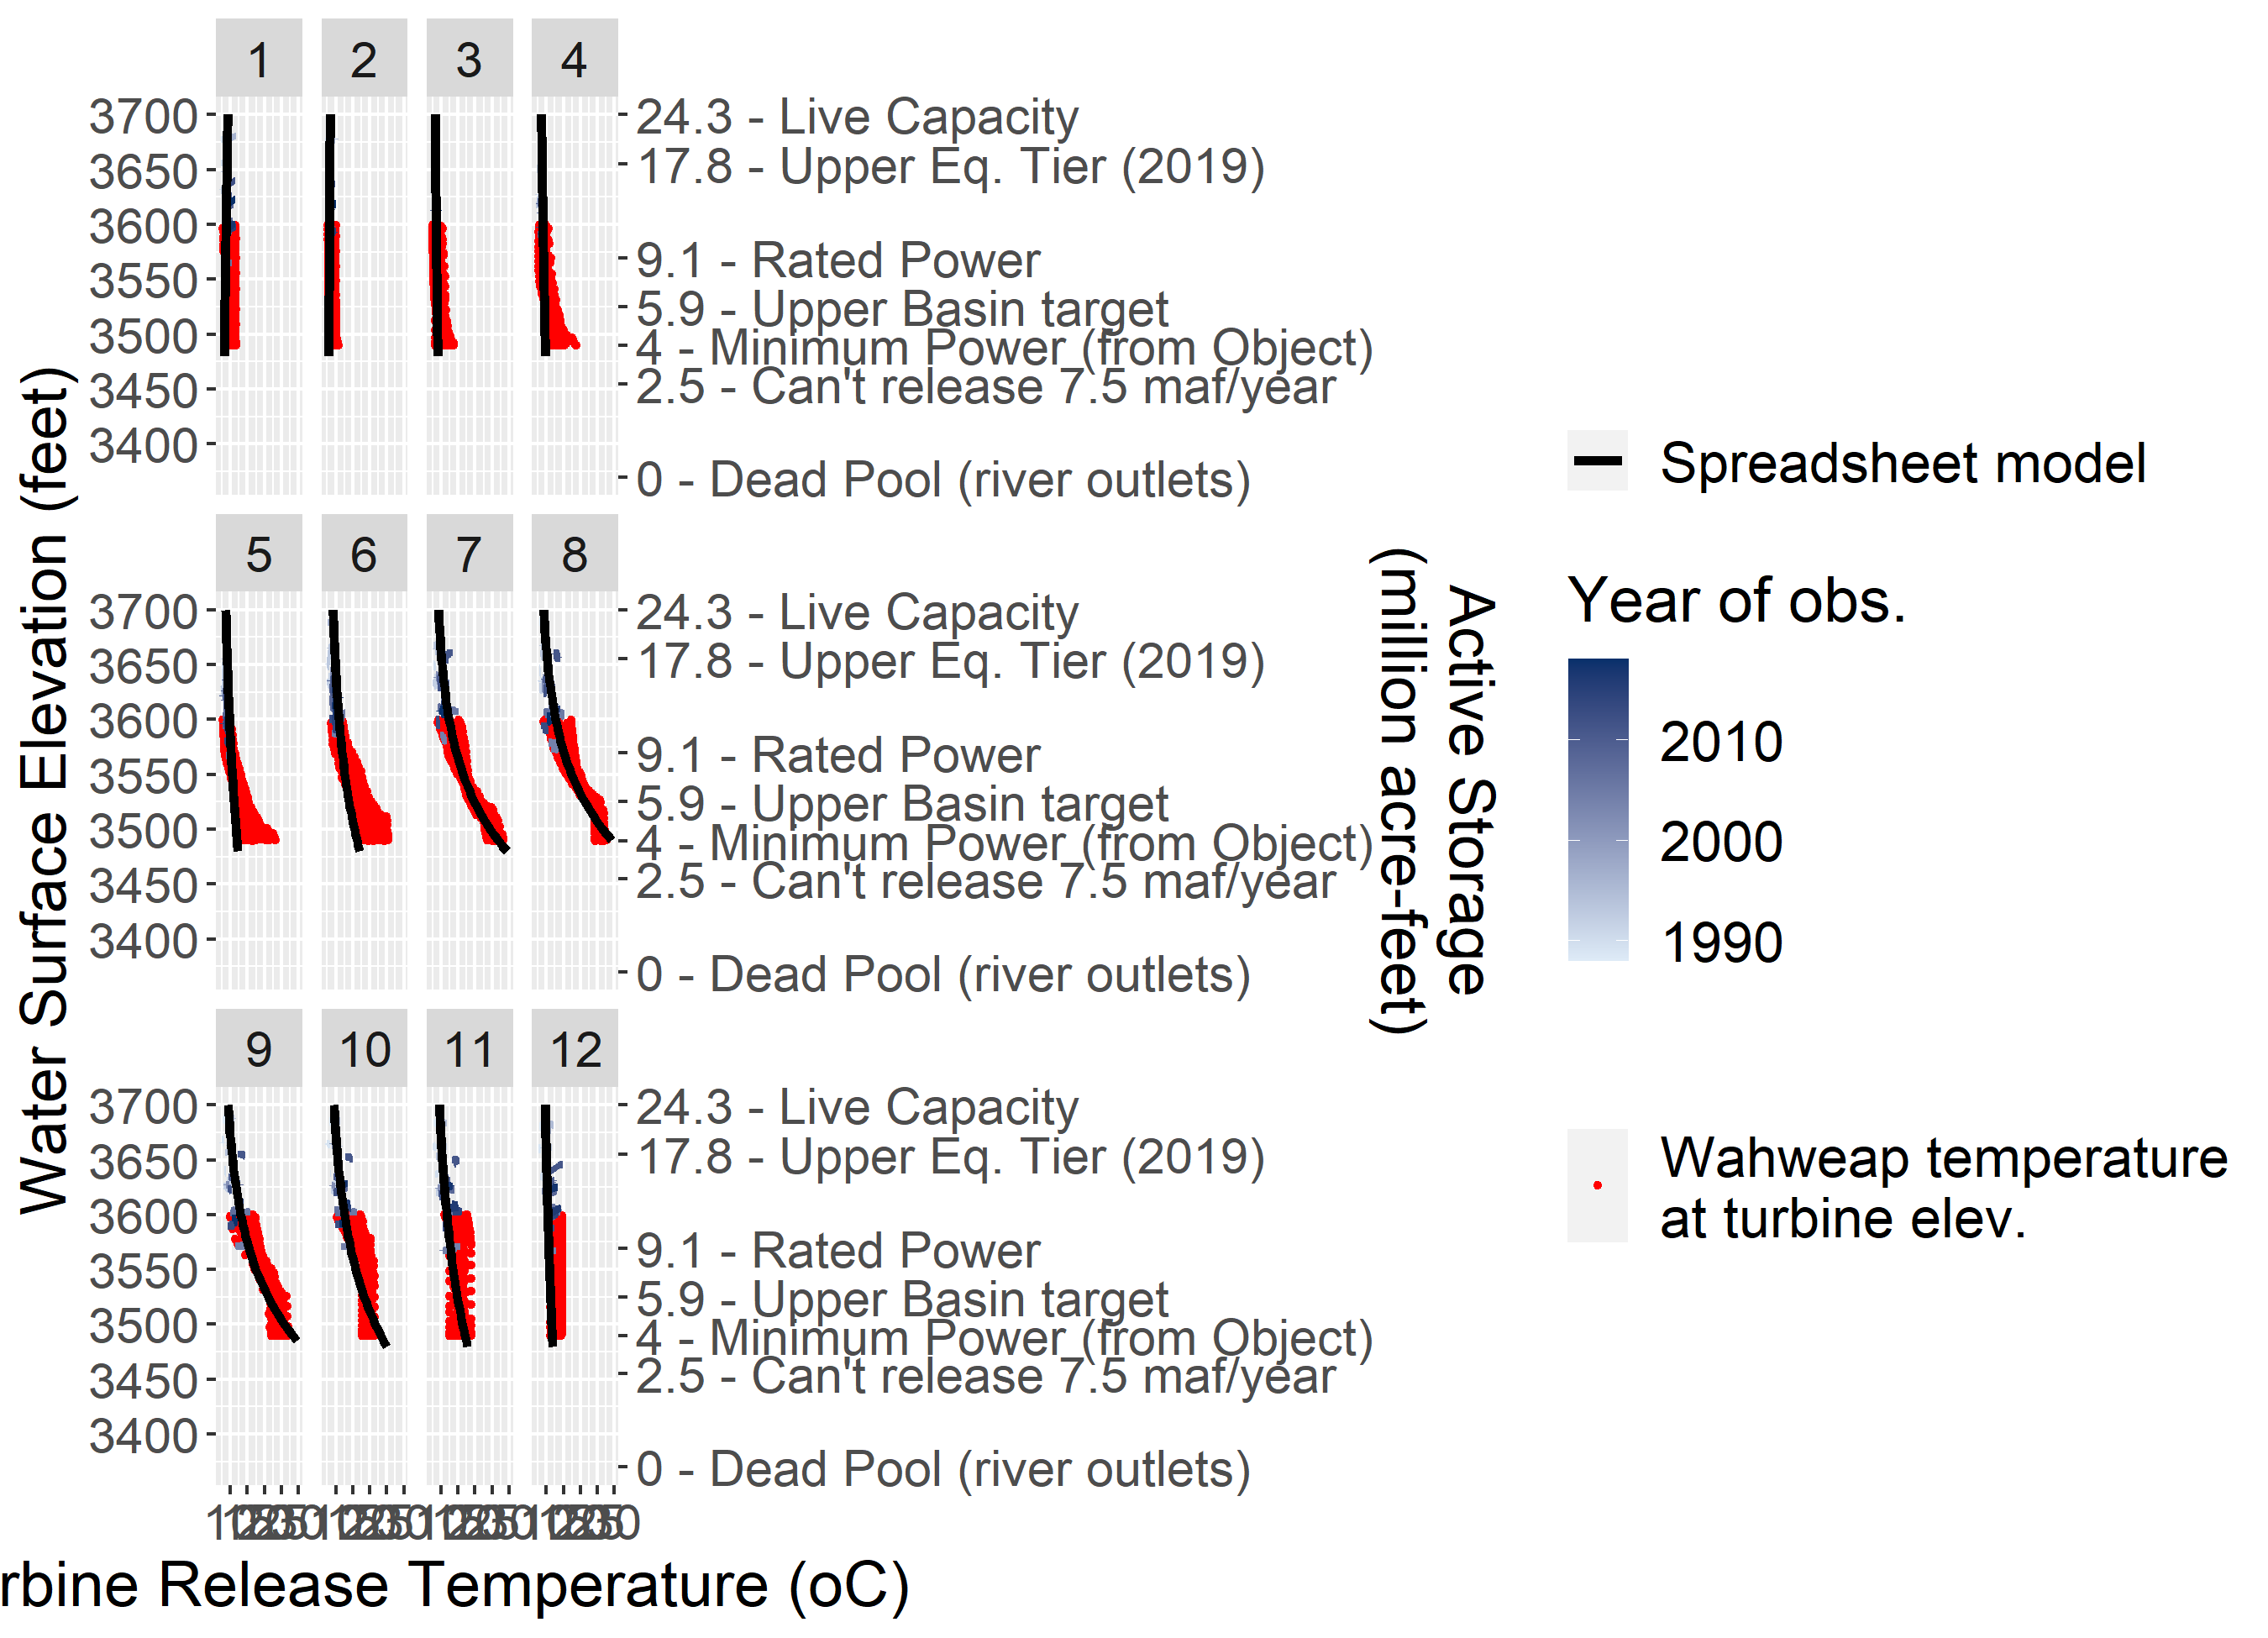 1 2 3 4
3700
3650
3600
3550
3500
3450
3400
24.3 - Live Capacity
17.8 - Upper Eq. Tier (2019)
9.1 - Rated Power
5.9 - Upper Basin target
4 - Minimum Power (from Object)
2.5 - Can't release 7.5 maf/year
0 - Dead Pool (river outlets)
5 6 7 8
3700
3650
3600
3550
3500
3450
3400
24.3 - Live Capacity
17.8 - Upper Eq. Tier (2019)
9.1 - Rated Power
5.9 - Upper Basin target
4 - Minimum Power (from Object)
2.5 - Can't release 7.5 maf/year
0 - Dead Pool (river outlets)
9 10 11 12
3700
3650
3600
3550
3500
3450
3400
24.3 - Live Capacity
17.8 - Upper Eq. Tier (2019)
9.1 - Rated Power
5.9 - Upper Basin target
4 - Minimum Power (from Object)
2.5 - Can't release 7.5 maf/year
0 - Dead Pool (river outlets)
Water Surface Elevation (feet)
rbine Release Temperature (oC)
Active Storage
(million acre-feet)
Spreadsheet model
Year of obs.
2010
2000
1990
Wahweap temperature
at turbine elev.